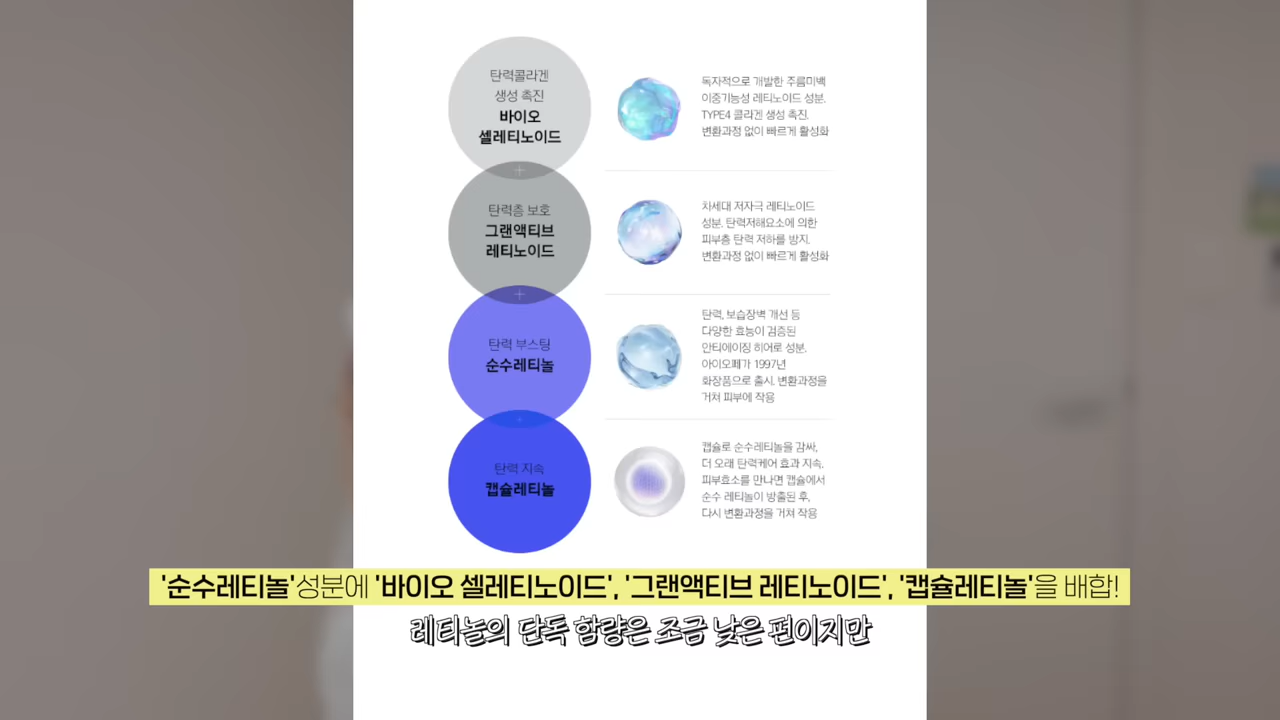 탄력콜라겐
생성 촉진
바이오
셀레티노이드
독자적으로 개발한 주름미백
이중기능성 레티노이드 성분.
TYPE4 콜라겐 생성 촉진.
변환과정 없이 빠르게 활성화
탄력층 보호
그랜액티브
레티노이드
차세대 저자극 레티노이드
성분. 탄력저해요소에 의한
피부층 탄력 저하를 방지.
변환과정 없이 빠르게 활성화
탄력 부스팅
순수레티놀
탄력, 보습장벽 개선 등
다양한 효능이 검증된
안티에이징 히어로 성분.
아이오페가 1997년
화장품으로 출시. 변환과정을
거쳐 피부에 작용
탄력 지속
캡슐레티놀
캡슐로 순수레티놀을 감싸,
더 오래 탄력케어 효과 지속.
피부효소를 만나면 캡슐에서
순수 레티놀이 방출된 후,
다시 변환과정을 거쳐 작용
'순수레티놀'성분에 '바이오 셀레티노이드', '그랜액티브 레티노이드', '캡슐레티놀'을 배합!
레티놀의 단독 함량은 조금 낮은 편이지만